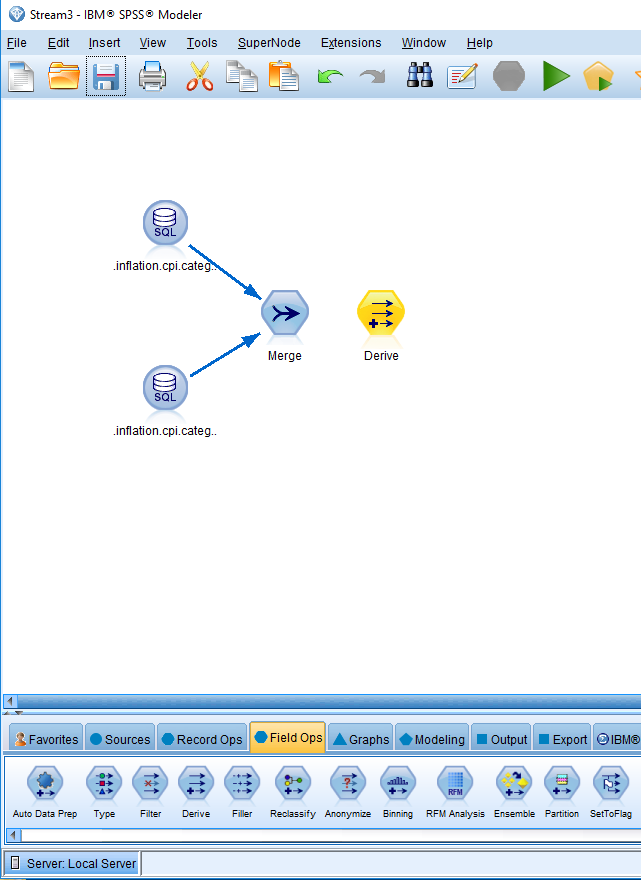 Stream3 - IBM® SPSS® Modeler
File Edit Insert View Tools SuperNode Extensions Window Help
SQL
.inflation.cpi.categ..
Merge
Derive
SQL
.inflation.cpi.categ..
Favorites Sources Record Ops Field Ops Graphs Modeling Output Export IBM®
RFM
Auto Data Prep Type Filter Derive Filler Reclassify Anonymize Binning RFM Analysis Ensemble Partition SetToFlag
Server: Local Server